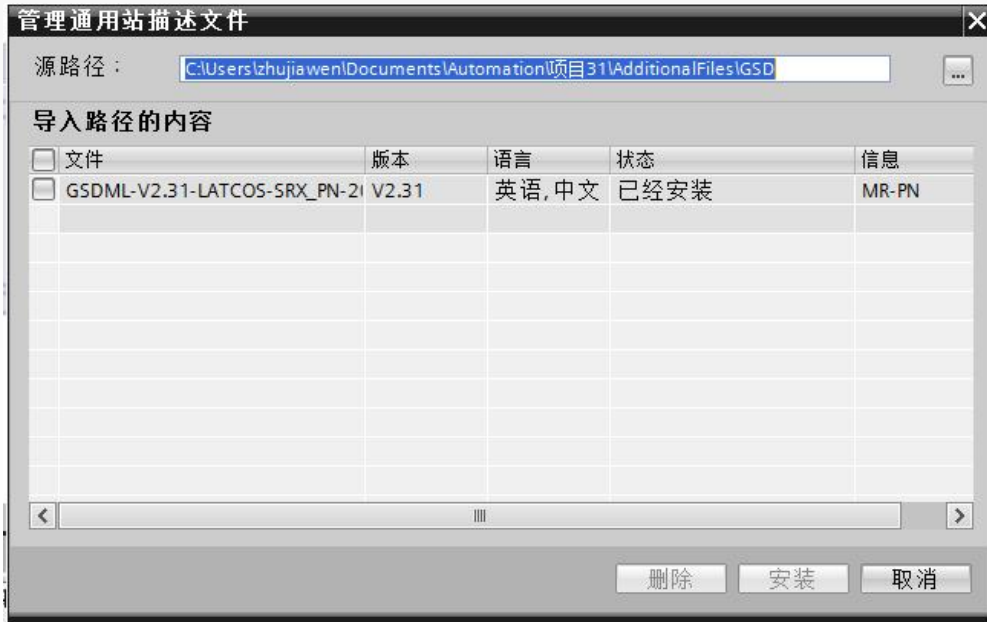 管理通用站描述文件
源路径： C:\Users\zhujiawen\Documents\Automation\项目31\AdditionalFiles\GSD
...
导入路径的内容
文件 版本 语言 状态 信息
GSDML-V2.31-LATCOS-SRX_PN-20 V2.31 英语,中文 已经安装 MR-PN
删除 安装 取消